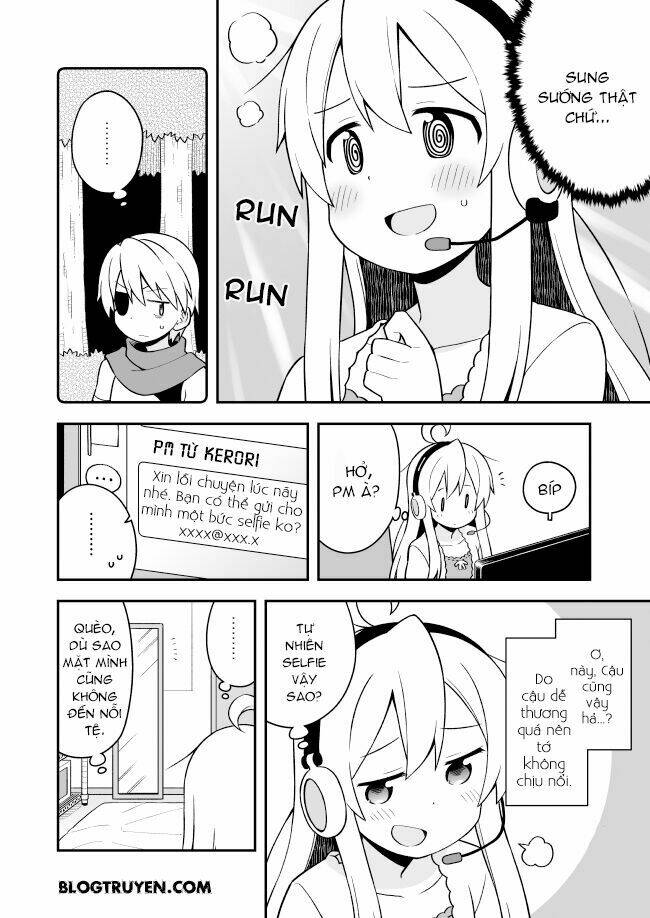 SUNG
SƯỚNG THẬT
CHỨ...
RUN
RUN
..........
BÍP
HỞ,
PM À?
PM TỪ KERORI
Xin lỗi chuyện lúc nãy
nhé. Bạn có thể gửi cho
mình một bức selfie ko?
xxxx@xxx.x
...
Ơ,
này, Cậu
cũng
vậy
hả...?
Do
cậu dễ
thương
quá nên
tớ
không
chịu nổi.
TỰ
NHIÊN
SELFIE
VẬY
SAO?
..........
QUÈO,
DÙ SAO
MẶT MÌNH
CŨNG
KHÔNG
ĐẾN NỖI
TỆ.
BLOGTRUYEN.COM